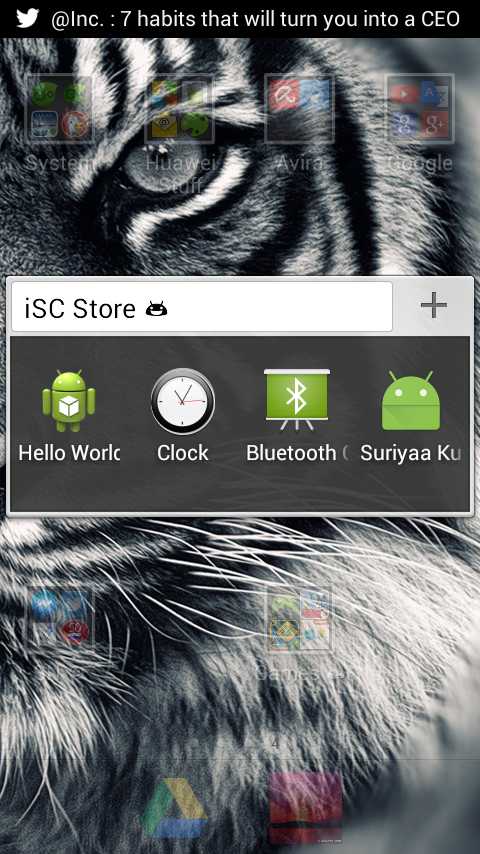 @Inc. : 7 habits that will turn you into a CEO
System
Huawei
Stuff
Avira
Google
iSC Store
Hello Worlc
Clock
Bluetooth
Suriyaa Ku
Games
4